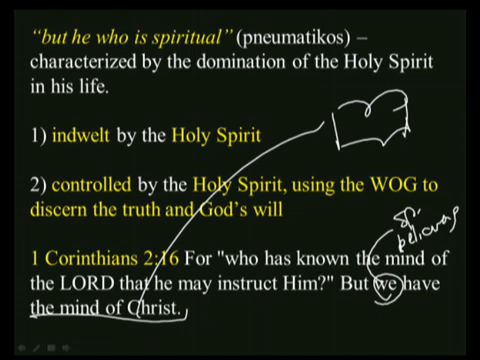 “but he who is spiritual” (pneumatikos) –
characterized by the domination of the Holy Spirit
in his life.
1) indwelt by the Holy Spirit
2) controlled by the Holy Spirit, using the WOG to
discern the truth and God’s will
sp.
believers
1 Corinthians 2:16 For "who has known the mind of
the LORD that he may instruct Him?" But we have
the mind of Christ.